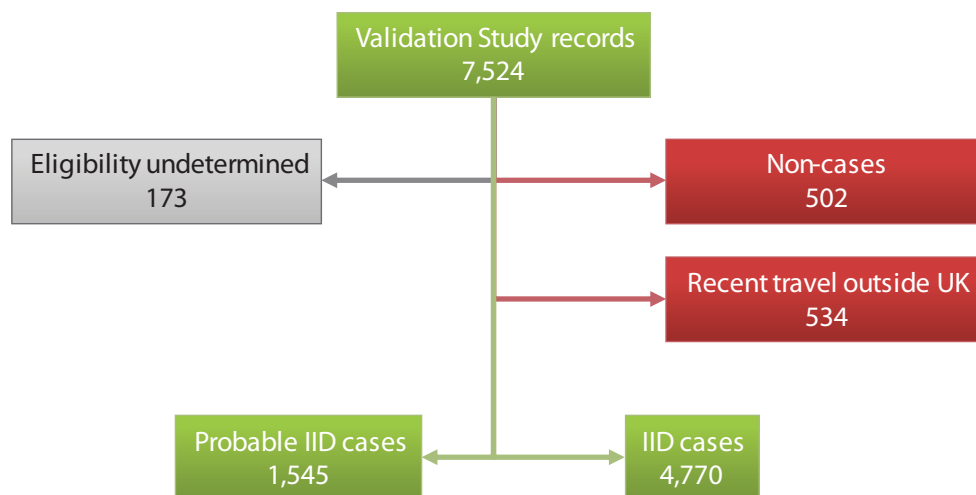 Validation Study records
7,524
Eligibility undetermined
173
Non-cases
502
Recent travel outside UK
534
Probable IID cases
1,545
IID cases
4,770